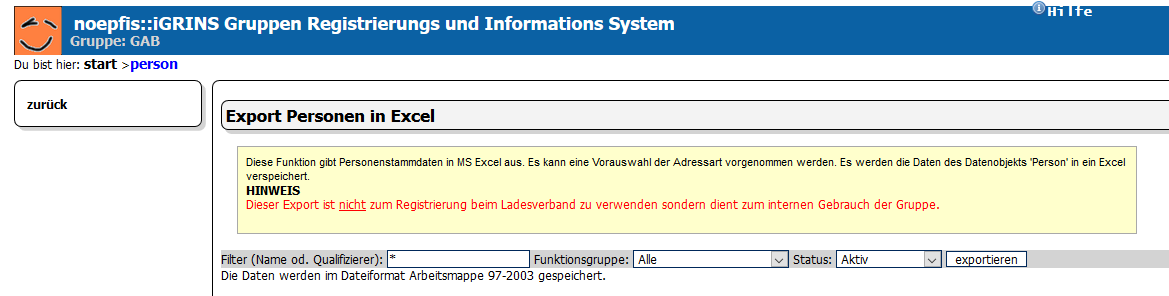 Hilfe
noepfis::iGRINS Gruppen Registrierungs und Informations System
Gruppe: GAB
Du bist hier: start >person
zurück
Export Personen in Excel
Diese Funktion gibt Personenstammdaten in MS Excel aus. Es kann eine Vorauswahl der Adressart vorgenommen werden. Es werden die Daten des Datenobjekts 'Person' in ein Excel
verspeichert.
HINWEIS
Dieser Export ist nicht zum Registrierung beim Ladesverband zu verwenden sondern dient zum internen Gebrauch der Gruppe.
Filter (Name od. Qualifizierer): * Funktionsgruppe: Alle Status: Aktiv exportieren
Die Daten werden im Dateiformat Arbeitsmappe 97-2003 gespeichert.